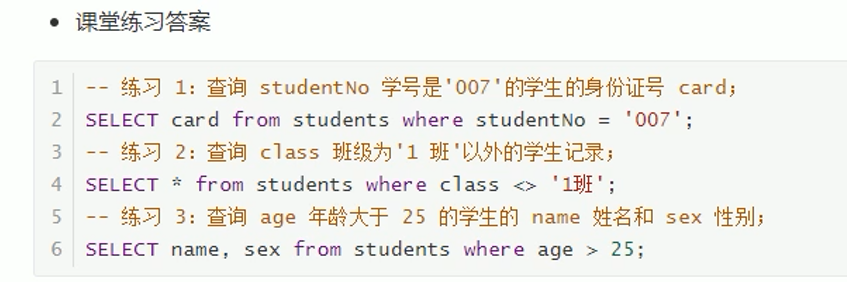 • 课堂练习答案
1 -- 练习 1：查询 studentNo 学号是'007'的学生的身份证号 card；
2 SELECT card from students where studentNo = '007';
3 -- 练习 2：查询 class 班级为'1 班'以外的学生记录；
4 SELECT * from students where class <> '1班';
5 -- 练习 3：查询 age 年龄大于 25 的学生的 name 姓名和 sex 性别；
6 SELECT name, sex from students where age > 25;